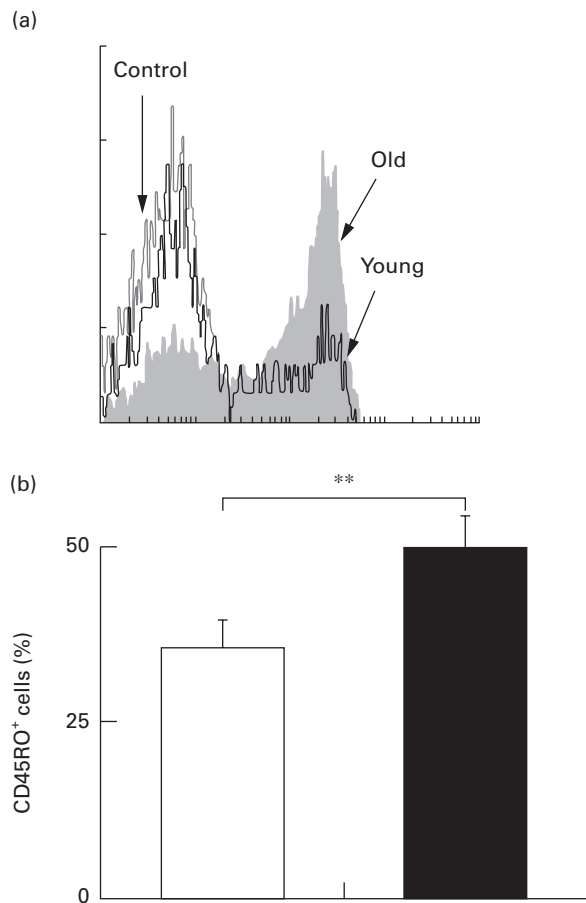 (a)
Control
Old
Young
(b)
**
50
25
0
CD45RO⁺ cells (%)